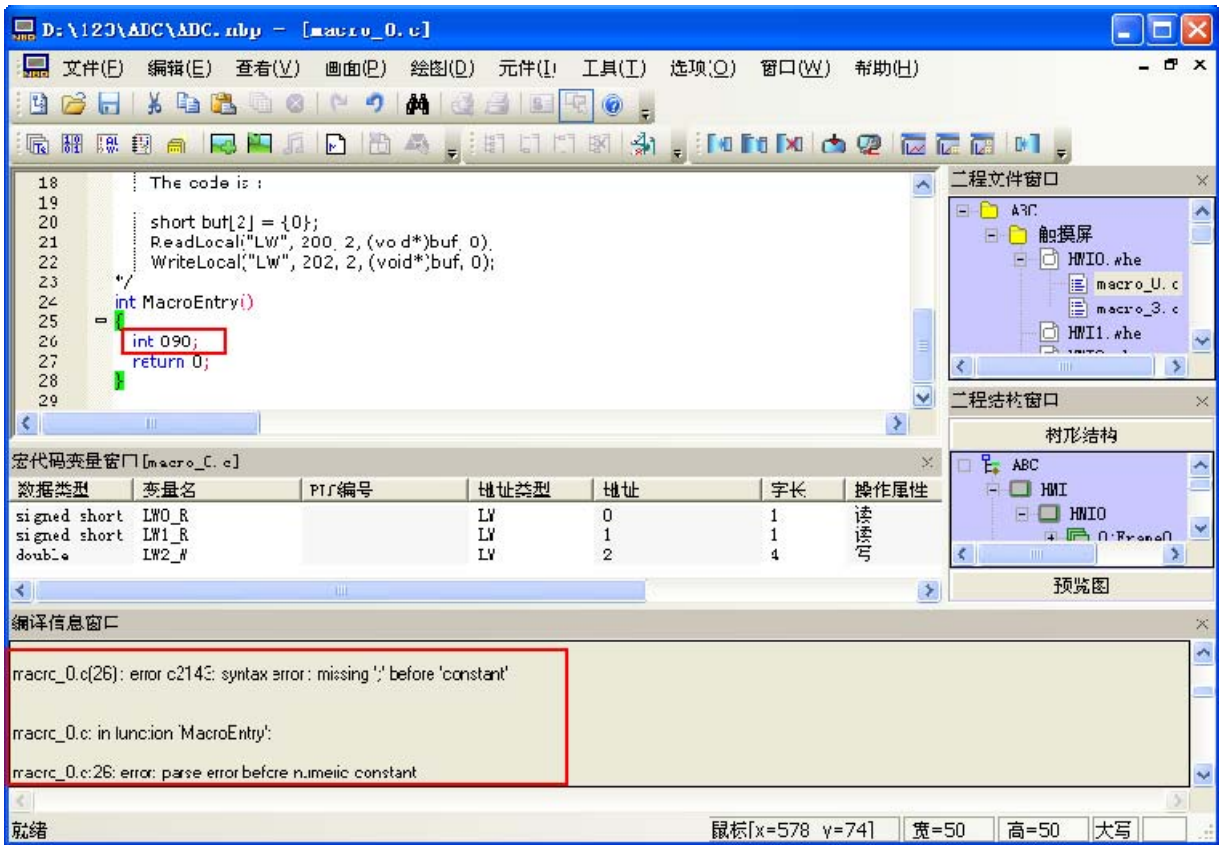 D:\123\ABC\ABC.nbp - [macro_0.c]
文件(F) 编辑(E) 查看(V) 画面(P) 绘图(D) 元件(I) 工具(T) 选项(O) 窗口(W) 帮助(H)
18 The code is :
19
20 short buf[2] = {0};
21 ReadLocal("LW", 200, 2, (void*)buf, 0)
22 WriteLocal("LW", 202, 2, (void*)buf, 0);
23 */
24 int MacroEntry()
25 {
26 int 090;
27 return 0;
28 }
29
工程文件窗口
ABC
触摸屏
HMI0.whe
macro_0.c
macro_3.c
HMI1.whe
工程结构窗口
树形结构
ABC
HMI
HMI0
0:Frame0
预览图
宏代码变量窗口[macro_0.c]
数据类型 变量名 PLC编号 地址类型 地址 字长 操作属性
signed short LW0_R LW 0 1 读
signed short LW1_R LW 1 1 读
double LW2_W LW 2 4 写
编译信息窗口
macro_0.c(26) : error c2143: syntax error : missing ';' before 'constant'
macro_0.c: in function `MacroEntry':
macro_0.c:26: error: parse error before numeric constant
就绪 鼠标[x=578 y=74] 宽=50 高=50 大写